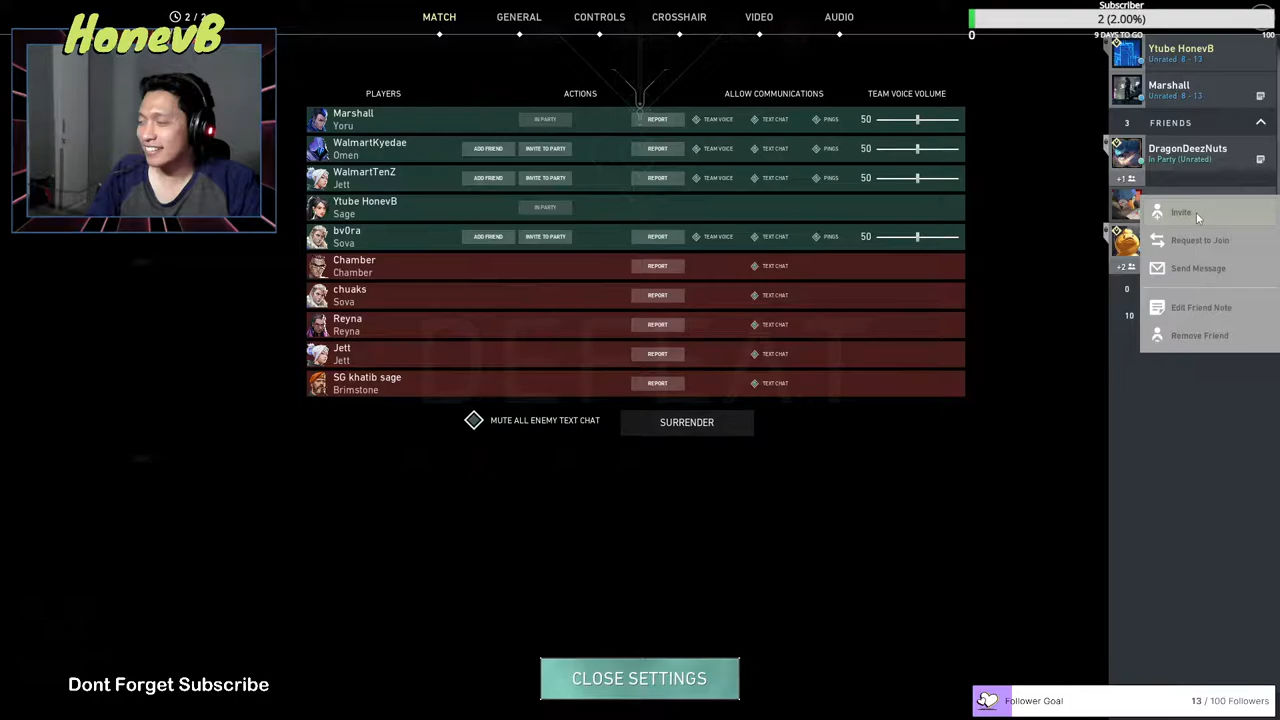 2 / 2
HonevB
MATCH
GENERAL
CONTROLS
CROSSHAIR
VIDEO
AUDIO
Subscriber
2 (2.00%)
0
9 DAYS TO GO
100
PLAYERS
ACTIONS
ALLOW COMMUNICATIONS
TEAM VOICE VOLUME
Marshall
Yoru
IN PARTY
REPORT
TEAM VOICE
TEXT CHAT
PINGS
50
WalmartKyedae
Omen
ADD FRIEND
INVITE TO PARTY
REPORT
TEAM VOICE
TEXT CHAT
PINGS
50
WalmartTenZ
Jett
ADD FRIEND
INVITE TO PARTY
REPORT
TEAM VOICE
TEXT CHAT
PINGS
50
Ytube HonevB
Sage
IN PARTY
bv0ra
Sova
ADD FRIEND
INVITE TO PARTY
REPORT
TEAM VOICE
TEXT CHAT
PINGS
50
Chamber
Chamber
REPORT
TEXT CHAT
chuaks
Sova
REPORT
TEXT CHAT
Reyna
Reyna
REPORT
TEXT CHAT
Jett
Jett
REPORT
TEXT CHAT
SG khatib sage
Brimstone
REPORT
TEXT CHAT
DEFEAT
MUTE ALL ENEMY TEXT CHAT
SURRENDER
CLOSE SETTINGS
Ytube HonevB
Unrated 8 - 13
Marshall
Unrated 8 - 13
3 FRIENDS
DragonDeezNuts
In Party (Unrated)
+1
Invite
Request to Join
Send Message
+2
0
Edit Friend Note
10
Remove Friend
Dont Forget Subscribe
Follower Goal
13 / 100 Followers